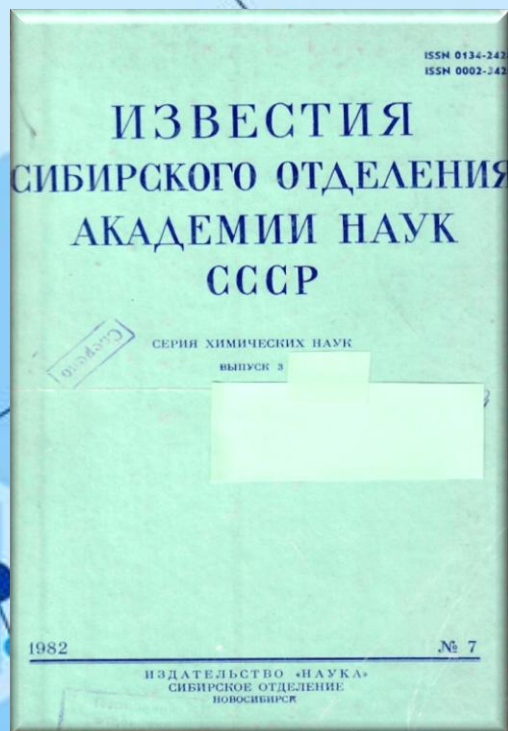 ISSN 0134-242
ISSN 0002-342
ИЗВЕСТИЯ
СИБИРСКОГО ОТДЕЛЕНИЯ
АКАДЕМИИ НАУК
СССР
СЕРИЯ ХИМИЧЕСКИХ НАУК
ВЫПУСК 3
1982 № 7
ИЗДАТЕЛЬСТВО «НАУКА»
СИБИРСКОЕ ОТДЕЛЕНИЕ
НОВОСИБИРСК